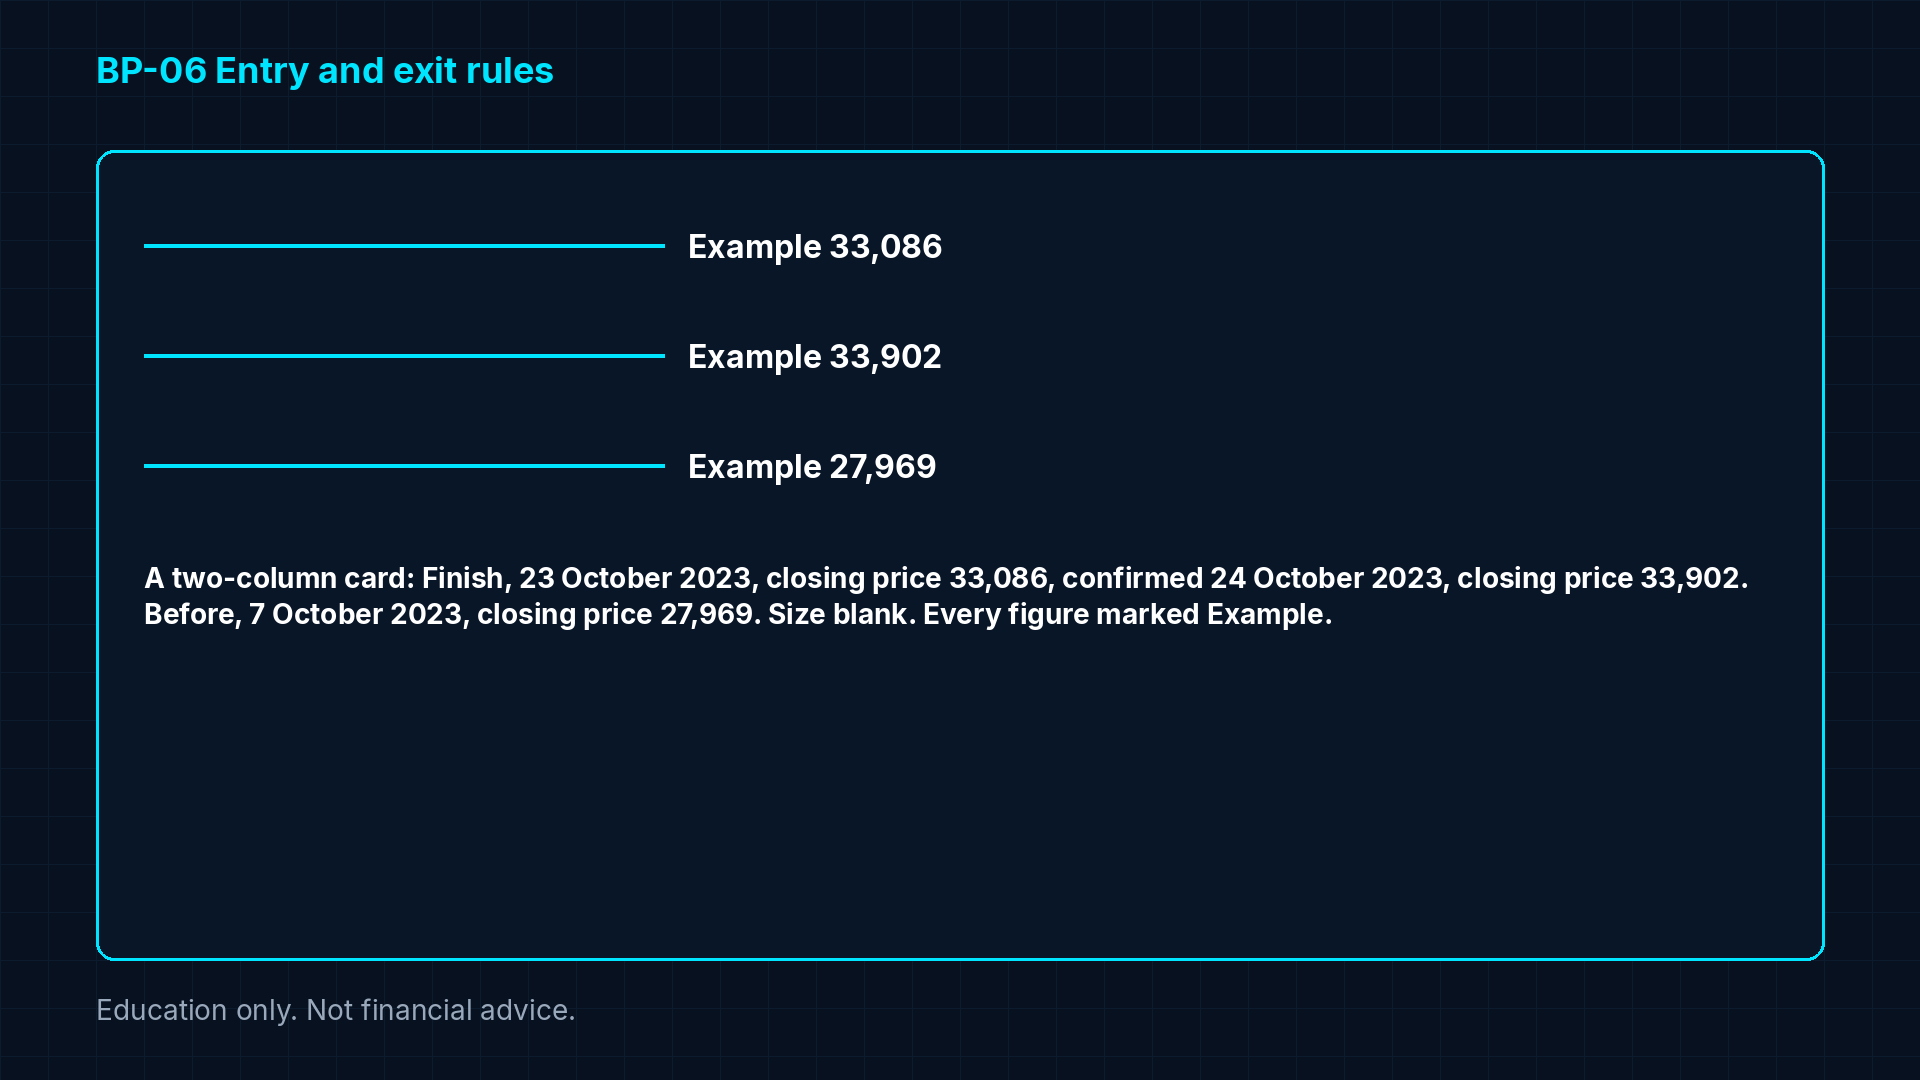 BP-06 Entry and exit rules
Example 33,086
Example 33,902
Example 27,969
A two-column card: Finish, 23 October 2023, closing price 33,086, confirmed 24 October 2023, closing price 33,902.
Before, 7 October 2023, closing price 27,969. Size blank. Every figure marked Example.
Education only. Not financial advice.